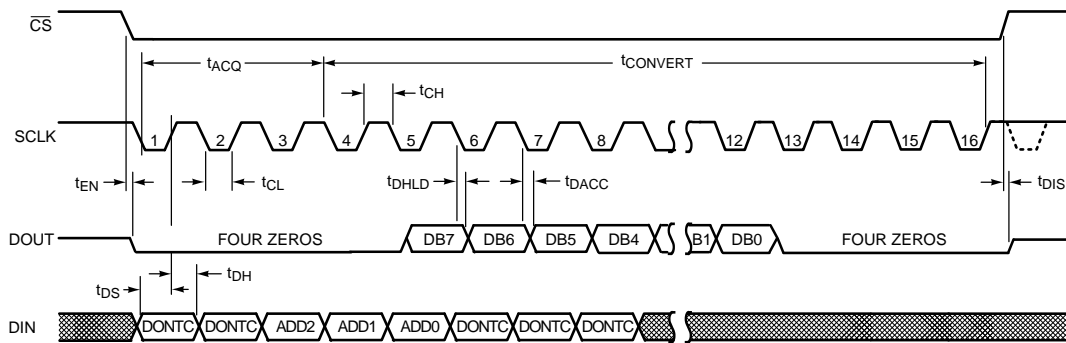 CS
tACQ tCONVERT
tCH
SCLK 1 2 3 4 5 6 7 8 12 13 14 15 16
tEN tCL tDHLD tDACC tDIS
DOUT FOUR ZEROS DB7 DB6 DB5 DB4 B1 DB0 FOUR ZEROS
tDS tDH
DIN DONTC DONTC ADD2 ADD1 ADD0 DONTC DONTC DONTC